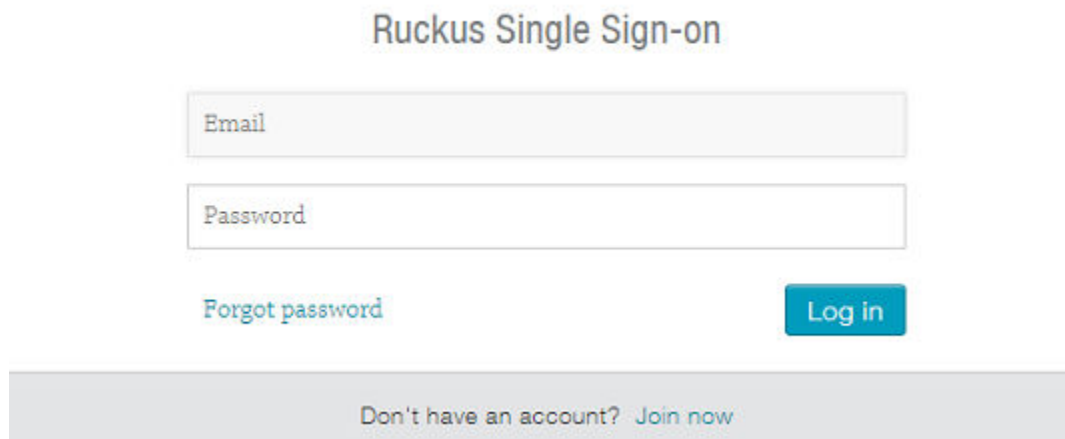 Ruckus Single Sign-on
Email
Password
Forgot password
Log in
Don't have an account? Join now